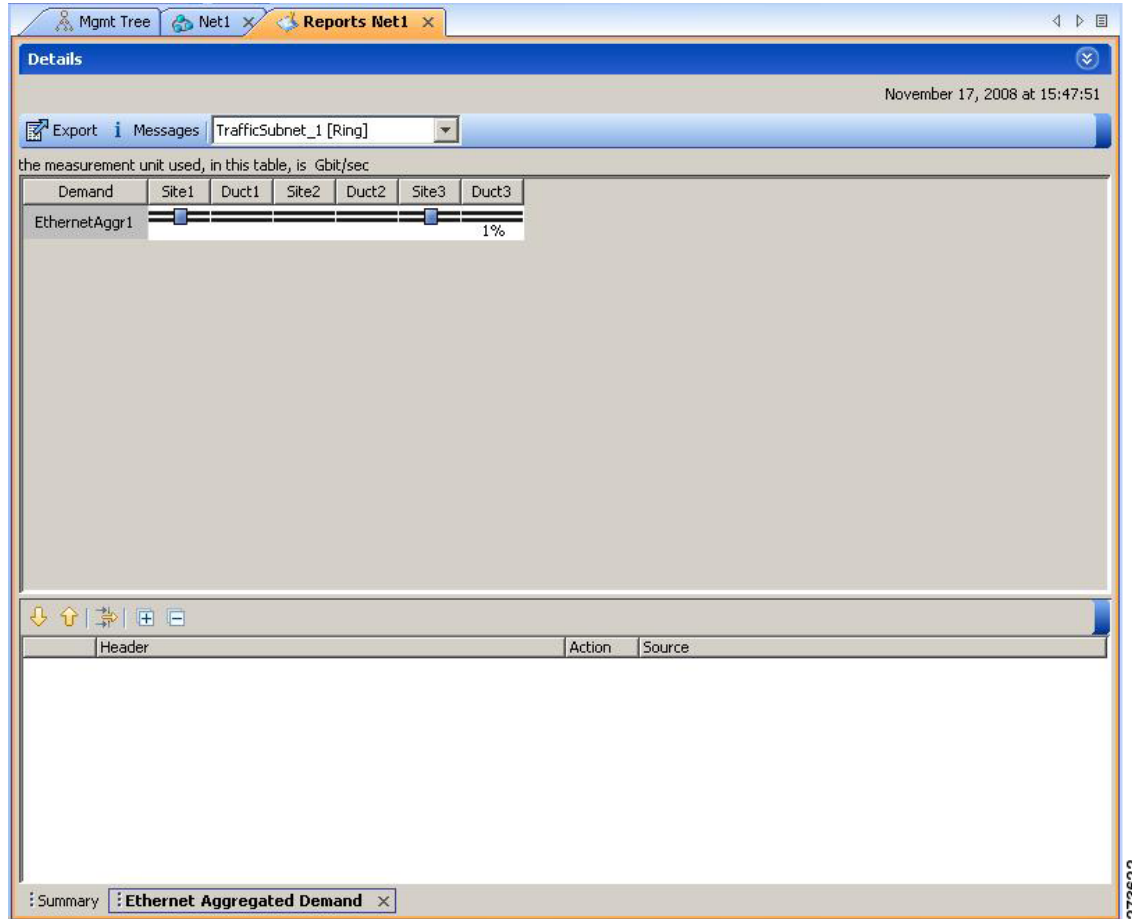 Mgmt Tree Net1 Reports Net1
Details
November 17, 2008 at 15:47:51
Export i Messages TrafficSubnet_1 [Ring]
the measurement unit used, in this table, is Gbit/sec
Demand Site1 Duct1 Site2 Duct2 Site3 Duct3
EthernetAggr1
1%
Header Action Source
Summary Ethernet Aggregated Demand